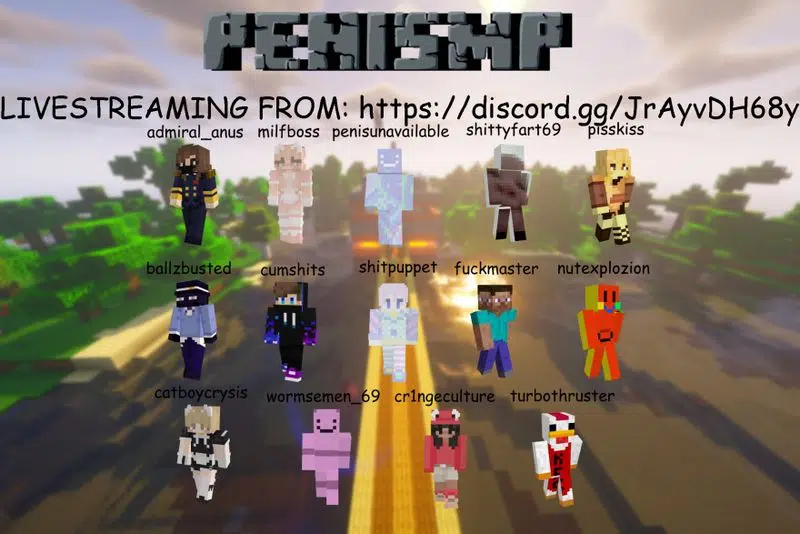 PENISMP
LIVESTREAMING FROM: https://discord.gg/JrAyvDH68y
admiral_anus milfboss penisunavailable shittyfart69 pisskiss
ballzbusted cumshits shitpuppet fuckmaster nutexplozion
catboycrysis wormsemen_69 cr1ngeculture turbothruster